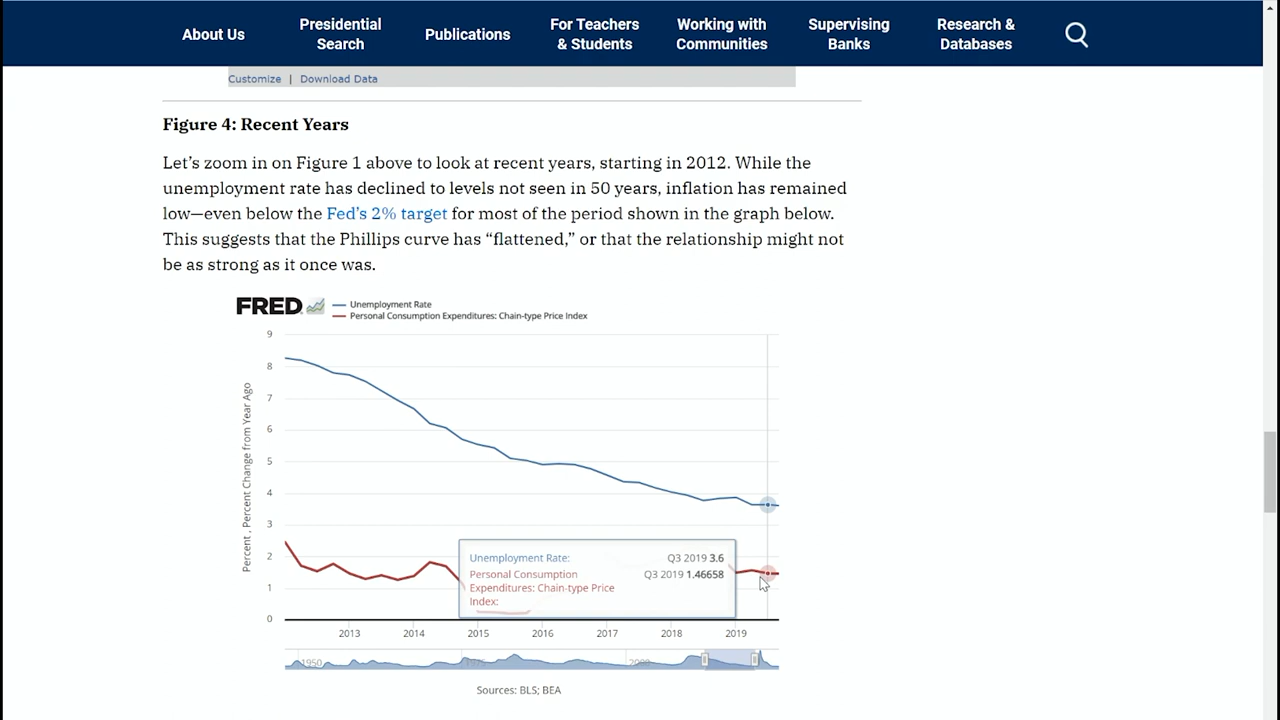 About Us
Presidential
Search
Publications
For Teachers
& Students
Working with
Communities
Supervising
Banks
Research &
Databases
Customize | Download Data
Figure 4: Recent Years
Let’s zoom in on Figure 1 above to look at recent years, starting in 2012. While the
unemployment rate has declined to levels not seen in 50 years, inflation has remained
low—even below the Fed’s 2% target for most of the period shown in the graph below.
This suggests that the Phillips curve has “flattened,” or that the relationship might not
be as strong as it once was.
FRED
Unemployment Rate
Personal Consumption Expenditures: Chain-type Price Index
Percent , Percent Change from Year Ago
9
8
7
6
5
4
3
2
1
0
Unemployment Rate: Q3 2019 3.6
Personal Consumption Q3 2019 1.46658
Expenditures: Chain-type Price
Index:
2013 2014 2015 2016 2017 2018 2019
1950
Sources: BLS; BEA